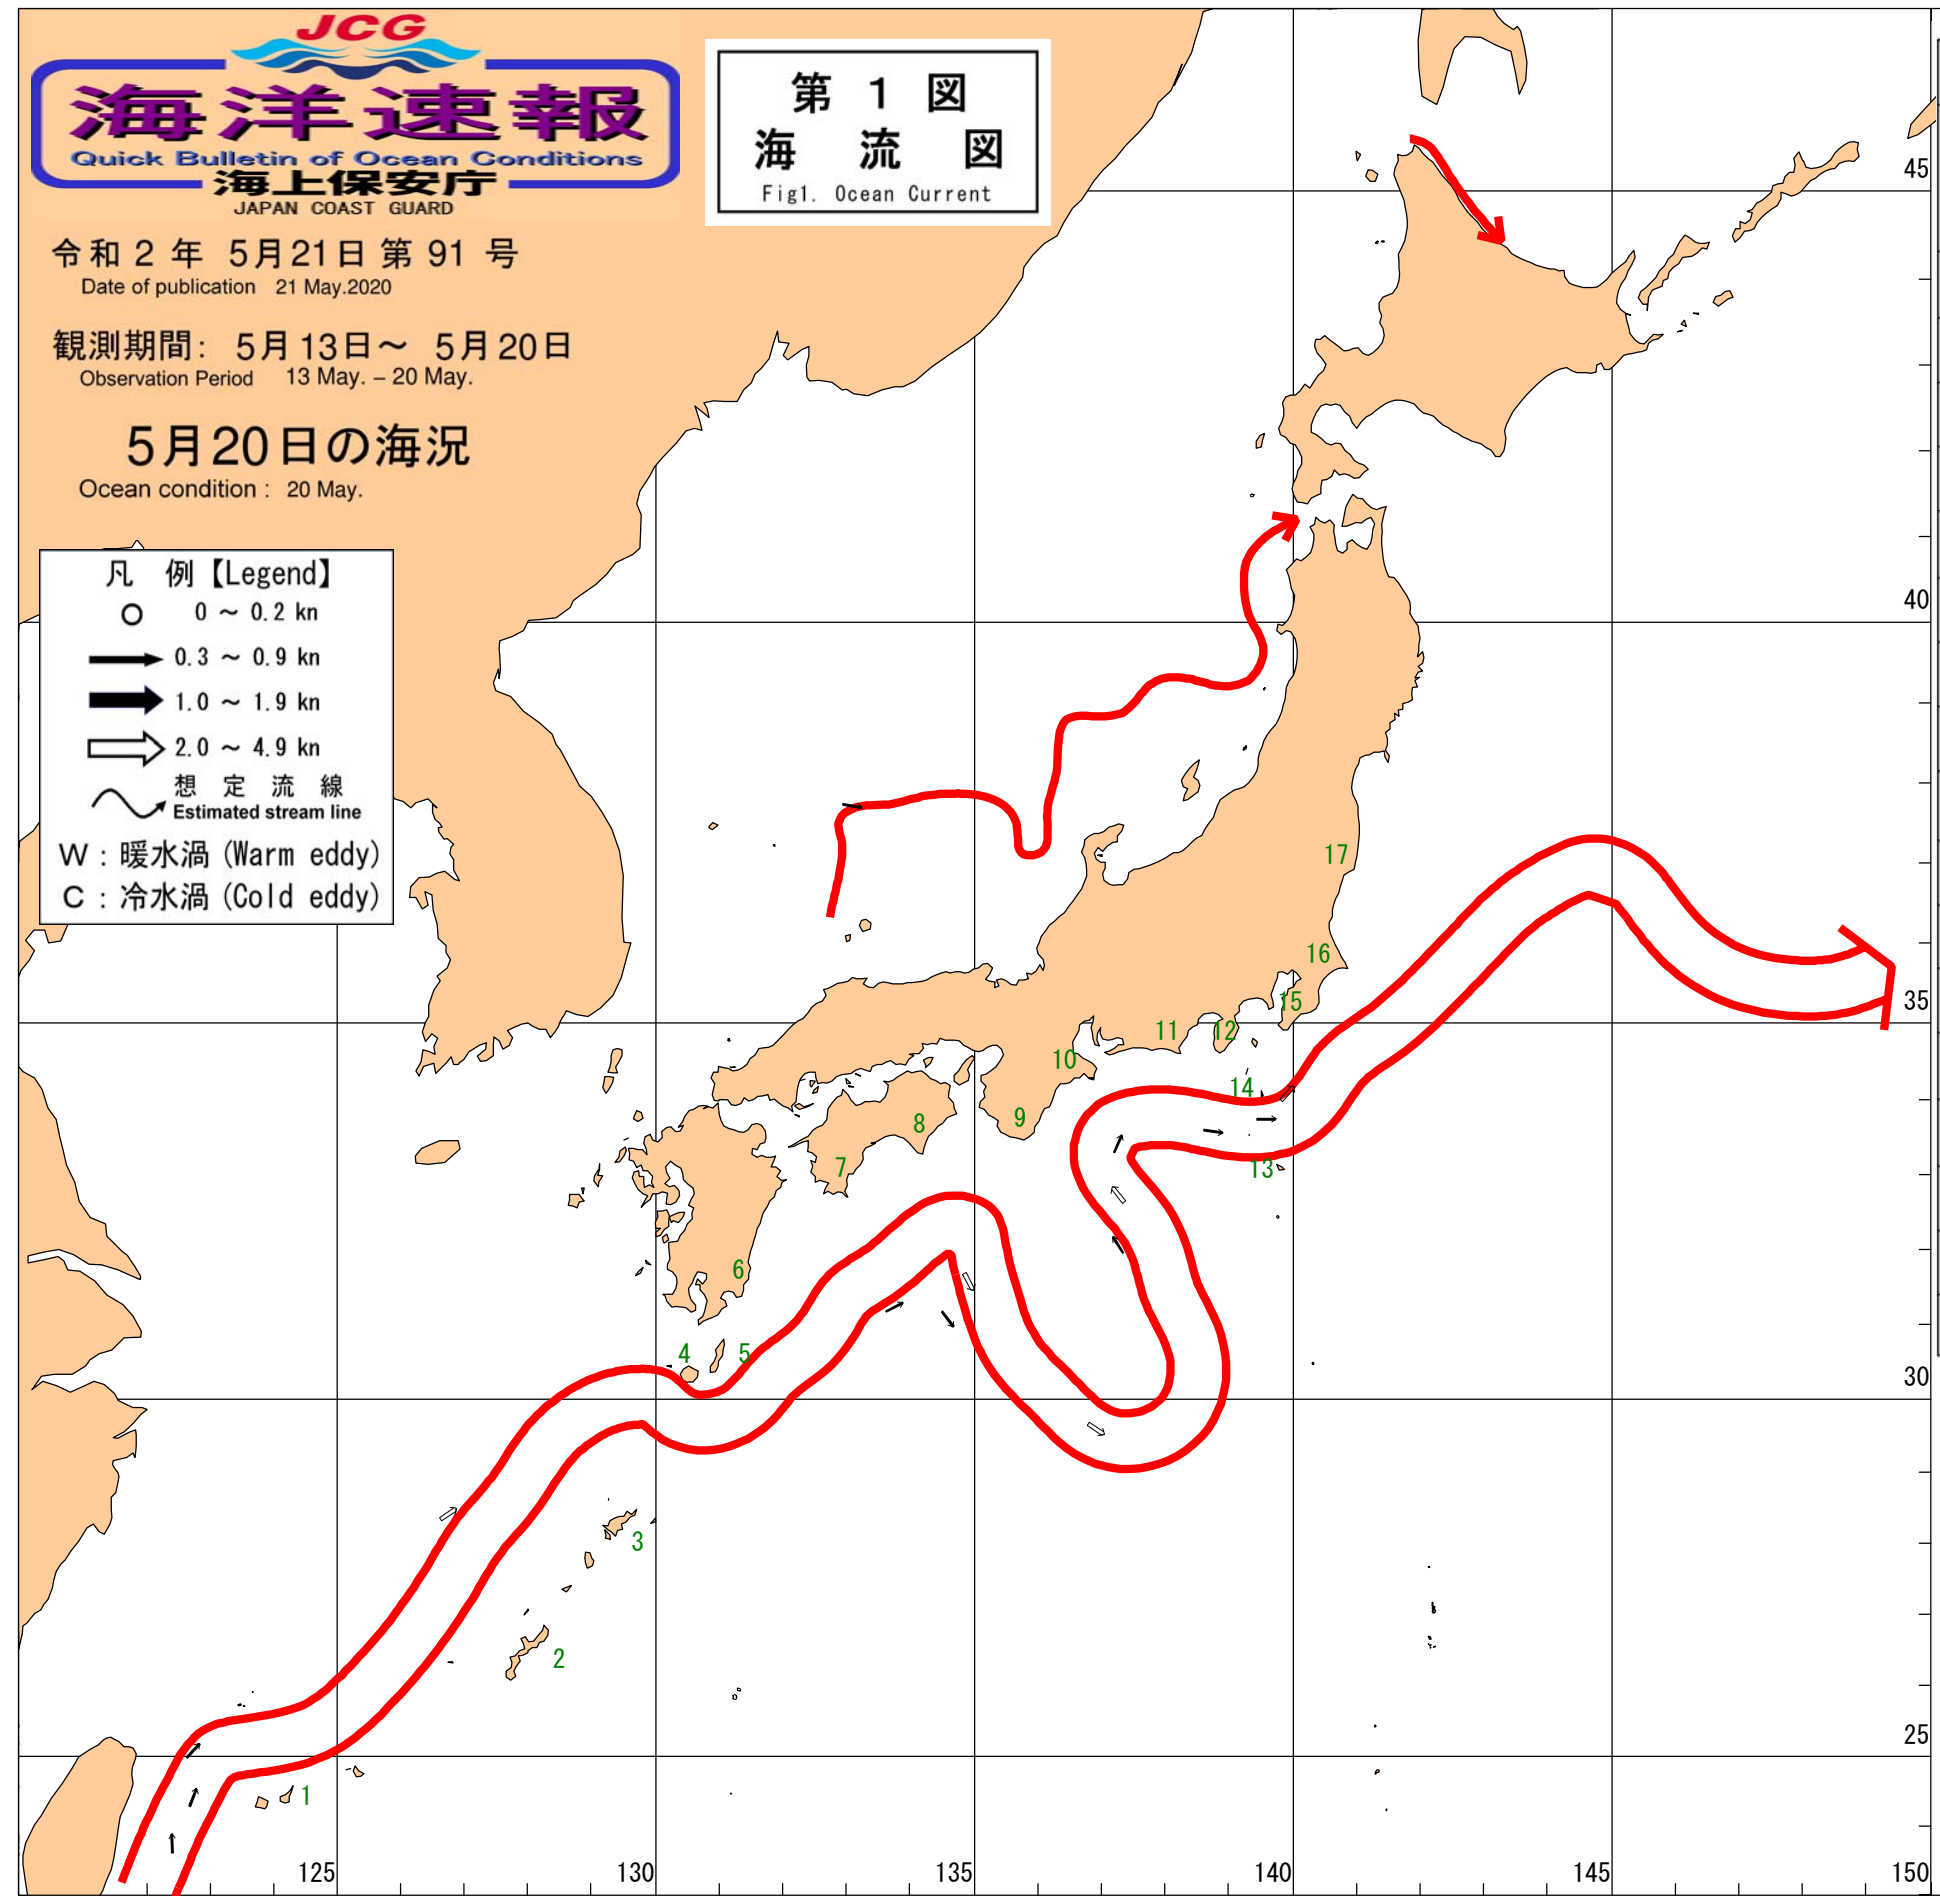 JCG
海洋速報
Quick Bulletin of Ocean Conditions
海上保安庁
JAPAN COAST GUARD
令和 2 年 5月21日 第 91 号
Date of publication 21 May.2020
観測期間: 5月13日～ 5月20日
Observation Period 13 May. – 20 May.
5月20日の海況
Ocean condition : 20 May.
第 1 図
海 流 図
Fig1. Ocean Current
凡 例【Legend】
0 ～ 0.2 kn
0.3 ～ 0.9 kn
1.0 ～ 1.9 kn
2.0 ～ 4.9 kn
想 定 流 線
Estimated stream line
W : 暖水渦 (Warm eddy)
C : 冷水渦 (Cold eddy)
45
40
17
16
35
15
12
11
10
14
9
8
7
13
6
5
4
30
3
2
25
1
125
130
135
140
145
150